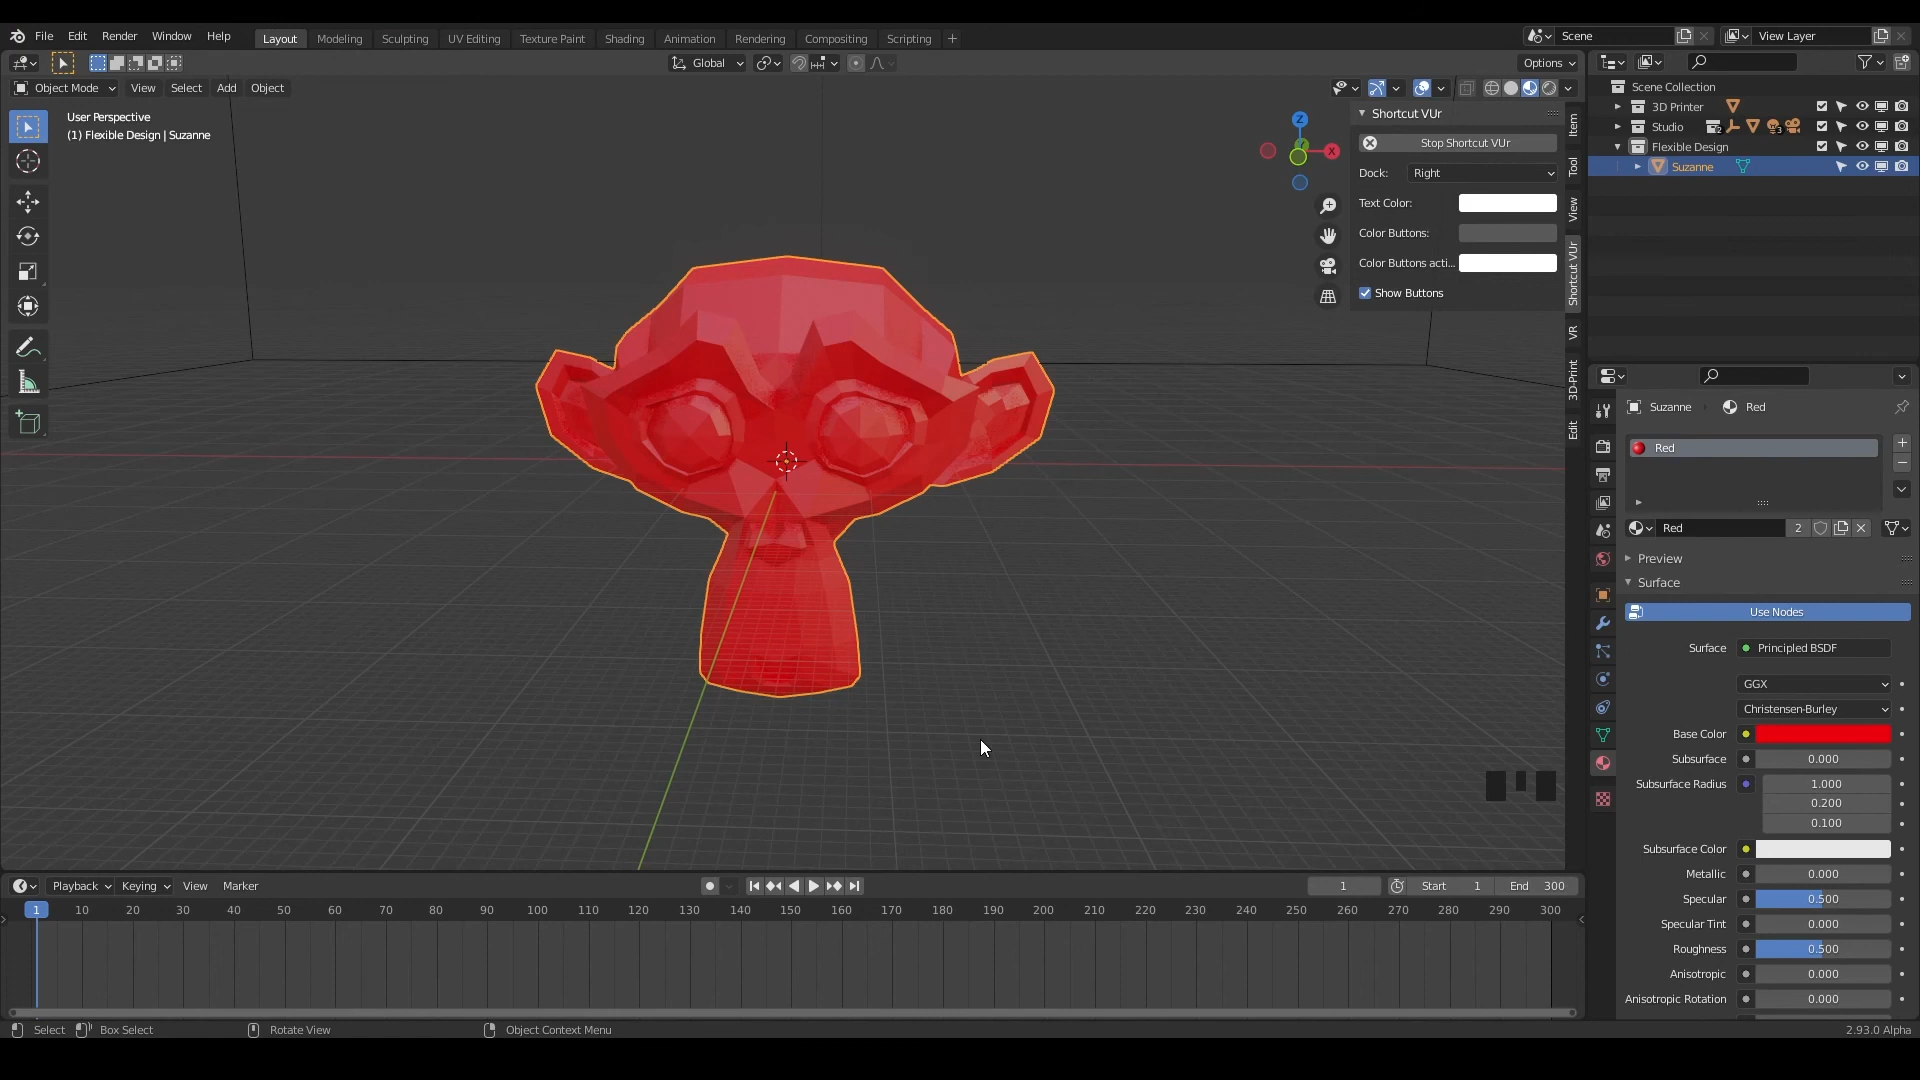 File Edit Render Window Help Layout Modeling Sculpting UV Editing Texture Paint Shading Animation Rendering Compositing Scripting + Scene View Layer
Global Options
Object Mode View Select Add Object
User Perspective
(1) Flexible Design | Suzanne
Z
X
Shortcut VUr
Stop Shortcut VUr
Dock: Right
Text Color:
Color Buttons:
Color Buttons acti...
Show Buttons
Item
Tool
View
Shortcut VUr
VR
3D-Print
Edit
Scene Collection
3D Printer
Studio 2 3
Flexible Design
Suzanne
Suzanne Red
Red
Red 2
Preview
Surface
Use Nodes
Surface Principled BSDF
GGX
Christensen-Burley
Base Color
Subsurface 0.000
Subsurface Radius 1.000
0.200
0.100
Subsurface Color
Metallic 0.000
Specular 0.500
Specular Tint 0.000
Roughness 0.500
Anisotropic 0.000
Anisotropic Rotation 0.000
Playback Keying View Marker 1 Start 1 End 300
1 10 20 30 40 50 60 70 80 90 100 110 120 130 140 150 160 170 180 190 200 210 220 230 240 250 260 270 280 290 300
Select Box Select Rotate View Object Context Menu 2.93.0 Alpha